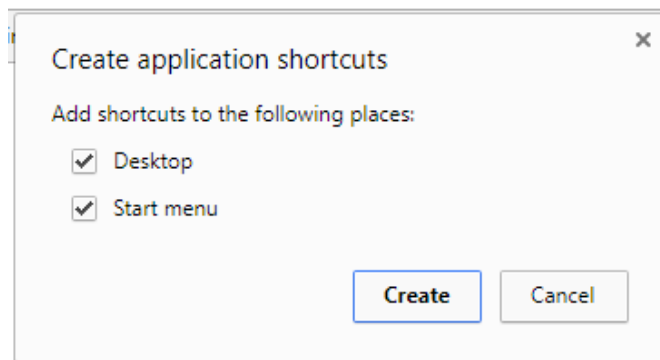 Create application shortcuts
Add shortcuts to the following places:
Desktop
Start menu
Create Cancel